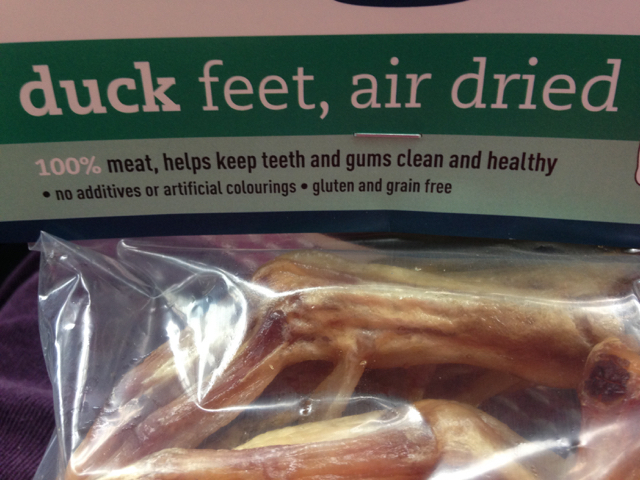 duck feet, air dried
100% meat, helps keep teeth and gums clean and healthy
• no additives or artificial colourings • gluten and grain free